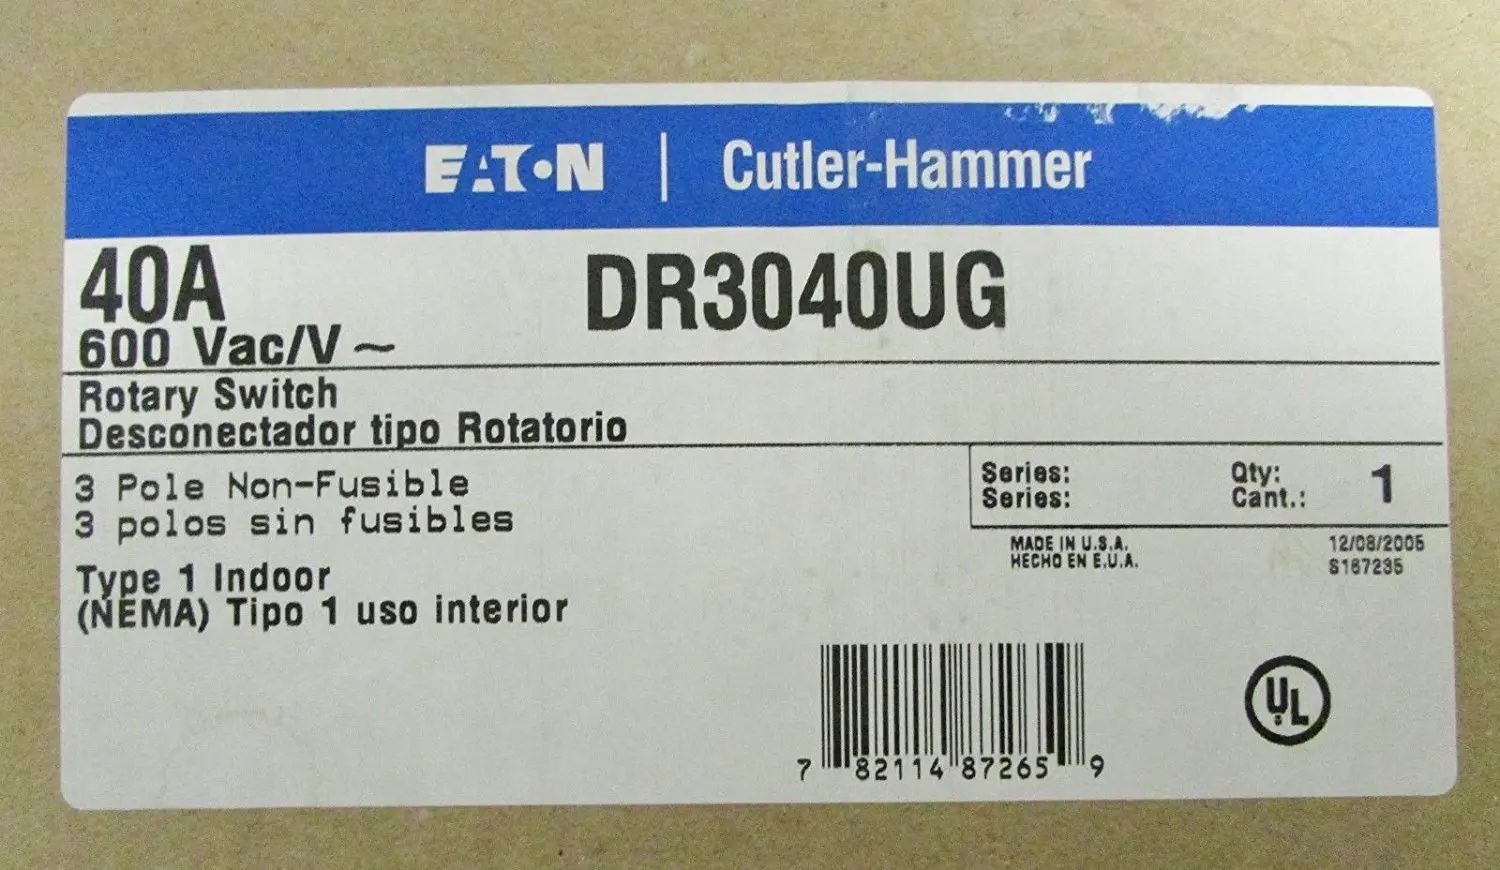 EATON | Cutler-Hammer
40A
DR3040UG
600 Vac/V ~
Rotary Switch
Desconectador tipo Rotatorio
3 Pole Non-Fusible
3 polos sin fusibles
Series:
Series:
Qty:
Cant.:
1
MADE IN U.S.A.
HECHO EN E.U.A.
12/08/2005
S167235
Type 1 Indoor
(NEMA) Tipo 1 uso interior
7 82114 87265 9
UL